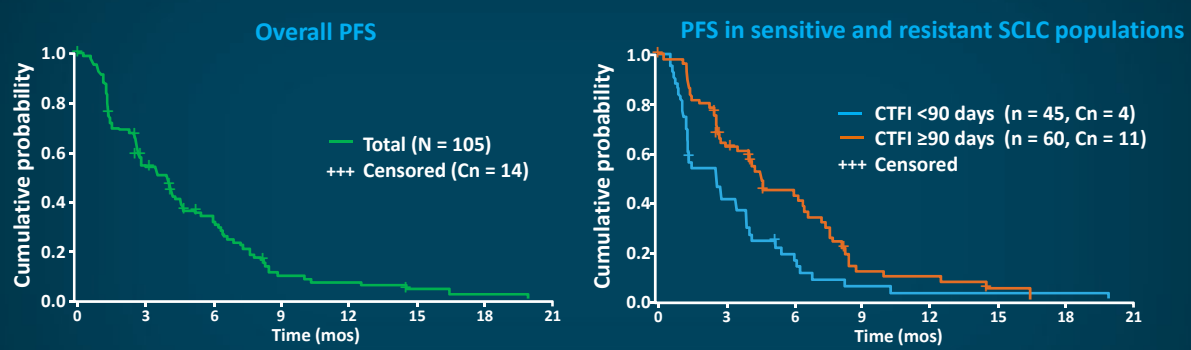 Overall PFS
Cumulative probability
1.0
0.8
0.6
0.4
0.2
0.0
0 3 6 9 12 15 18 21
Time (mos)
Total (N = 105)
+++ Censored (Cn = 14)
PFS in sensitive and resistant SCLC populations
Cumulative probability
1.0
0.8
0.6
0.4
0.2
0.0
0 3 6 9 12 15 18 21
Time (mos)
CTFI <90 days (n = 45, Cn = 4)
CTFI ≥90 days (n = 60, Cn = 11)
+++ Censored